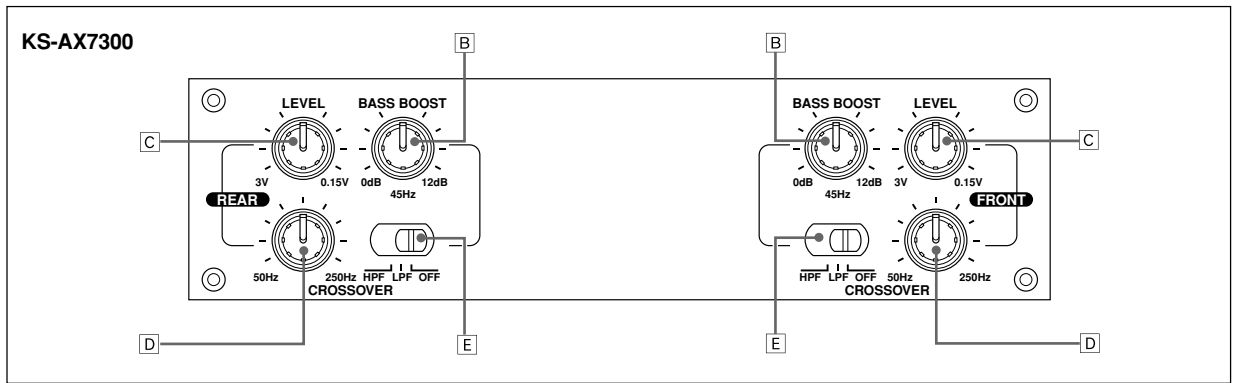 KS-AX7300
B B
LEVEL BASS BOOST BASS BOOST LEVEL
C C
3V 0.15V 0dB 12dB 0dB 12dB 3V 0.15V
45Hz 45Hz
REAR FRONT
50Hz 250Hz HPF LPF OFF HPF LPF OFF 50Hz 250Hz
CROSSOVER CROSSOVER
D E E D